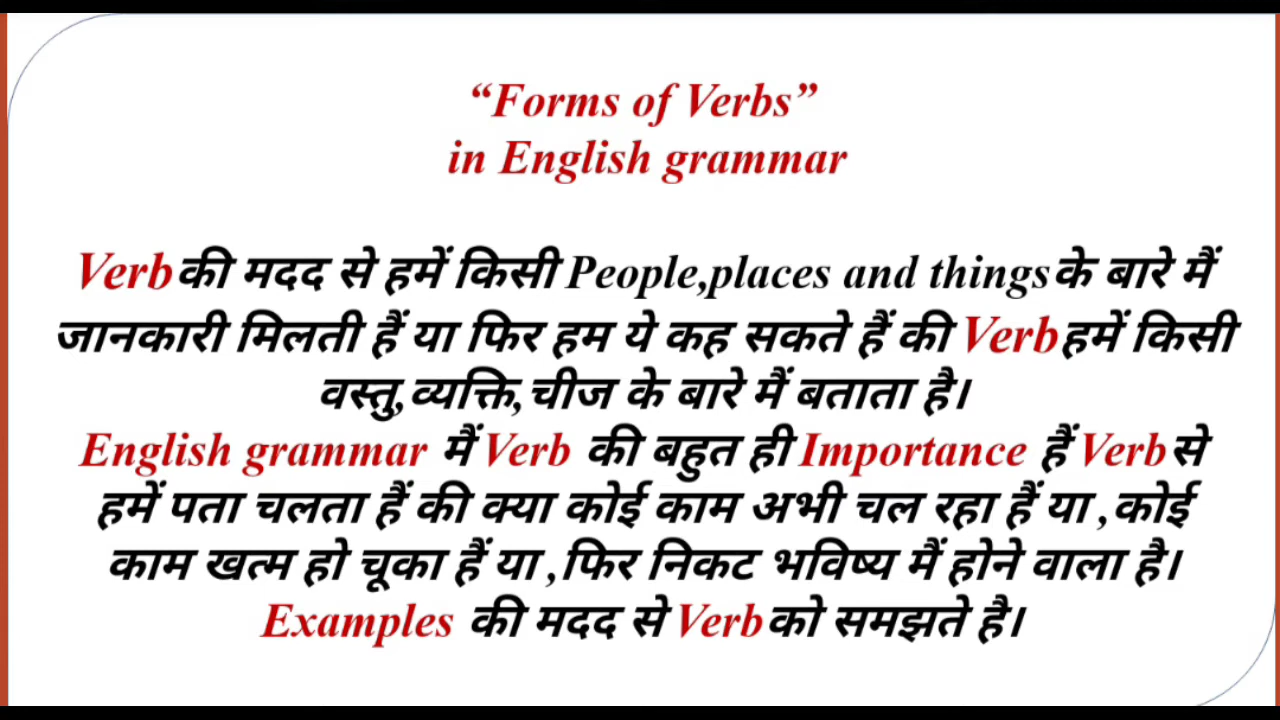 “Forms of Verbs”
in English grammar
Verb की मदद से हमें किसी People,places and things के बारे मैं
जानकारी मिलती हैं या फिर हम ये कह सकते हैं की Verb हमें किसी
वस्तु,व्यक्ति,चीज के बारे मैं बताता है।
English grammar मैं Verb की बहुत ही Importance हैं Verb से
हमें पता चलता हैं की क्या कोई काम अभी चल रहा हैं या ,कोई
काम खत्म हो चूका हैं या ,फिर निकट भविष्य मैं होने वाला है।
Examples की मदद से Verb को समझते है।